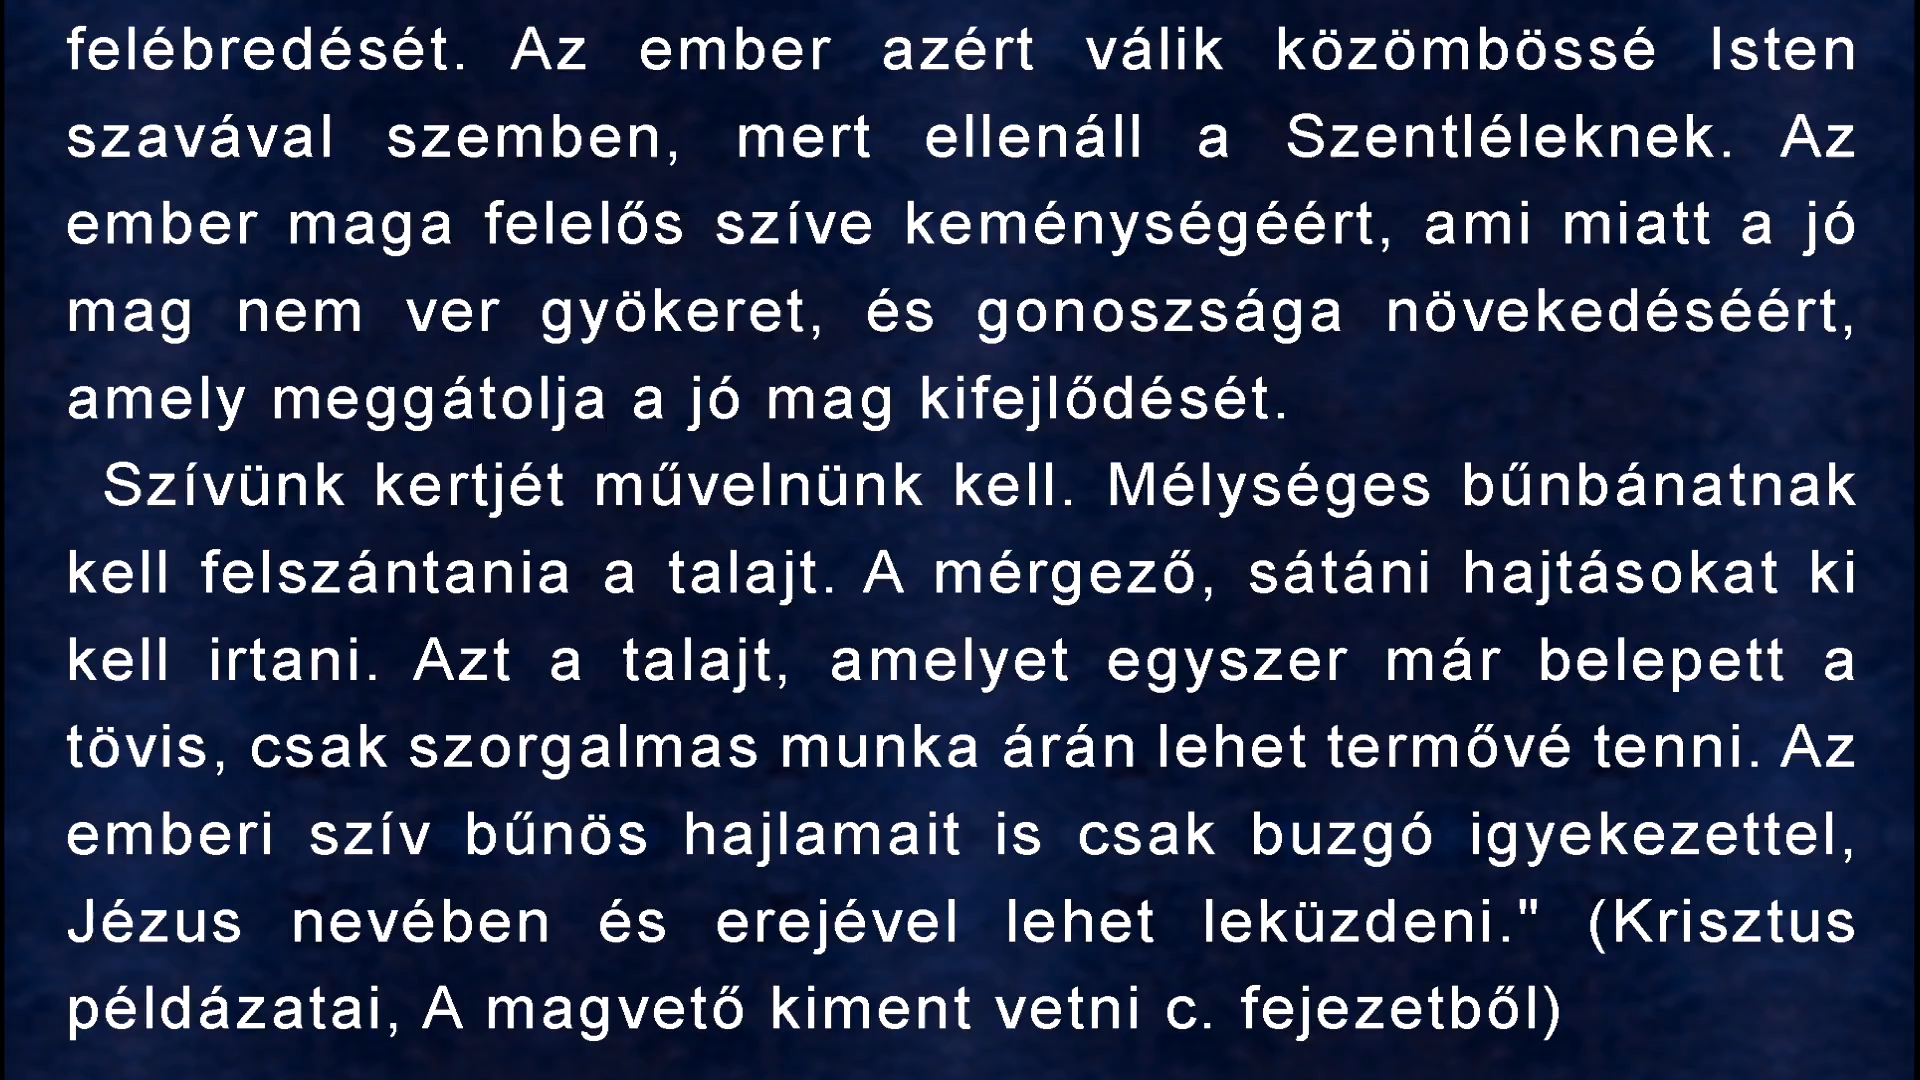 felébredését. Az ember azért válik közömbössé Isten
szavával szemben, mert ellenáll a Szentléleknek. Az
ember maga felelős szíve keménységéért, ami miatt a jó
mag nem ver gyökeret, és gonoszsága növekedéséért,
amely meggátolja a jó mag kifejlődését.
Szívünk kertjét művelnünk kell. Mélységes bűnbánatnak
kell felszántania a talajt. A mérgező, sátáni hajtásokat ki
kell irtani. Azt a talajt, amelyet egyszer már belepett a
tövis, csak szorgalmas munka árán lehet termővé tenni. Az
emberi szív bűnös hajlamait is csak buzgó igyekezettel,
Jézus nevében és erejével lehet leküzdeni." (Krisztus
példázatai, A magvető kiment vetni c. fejezetből)